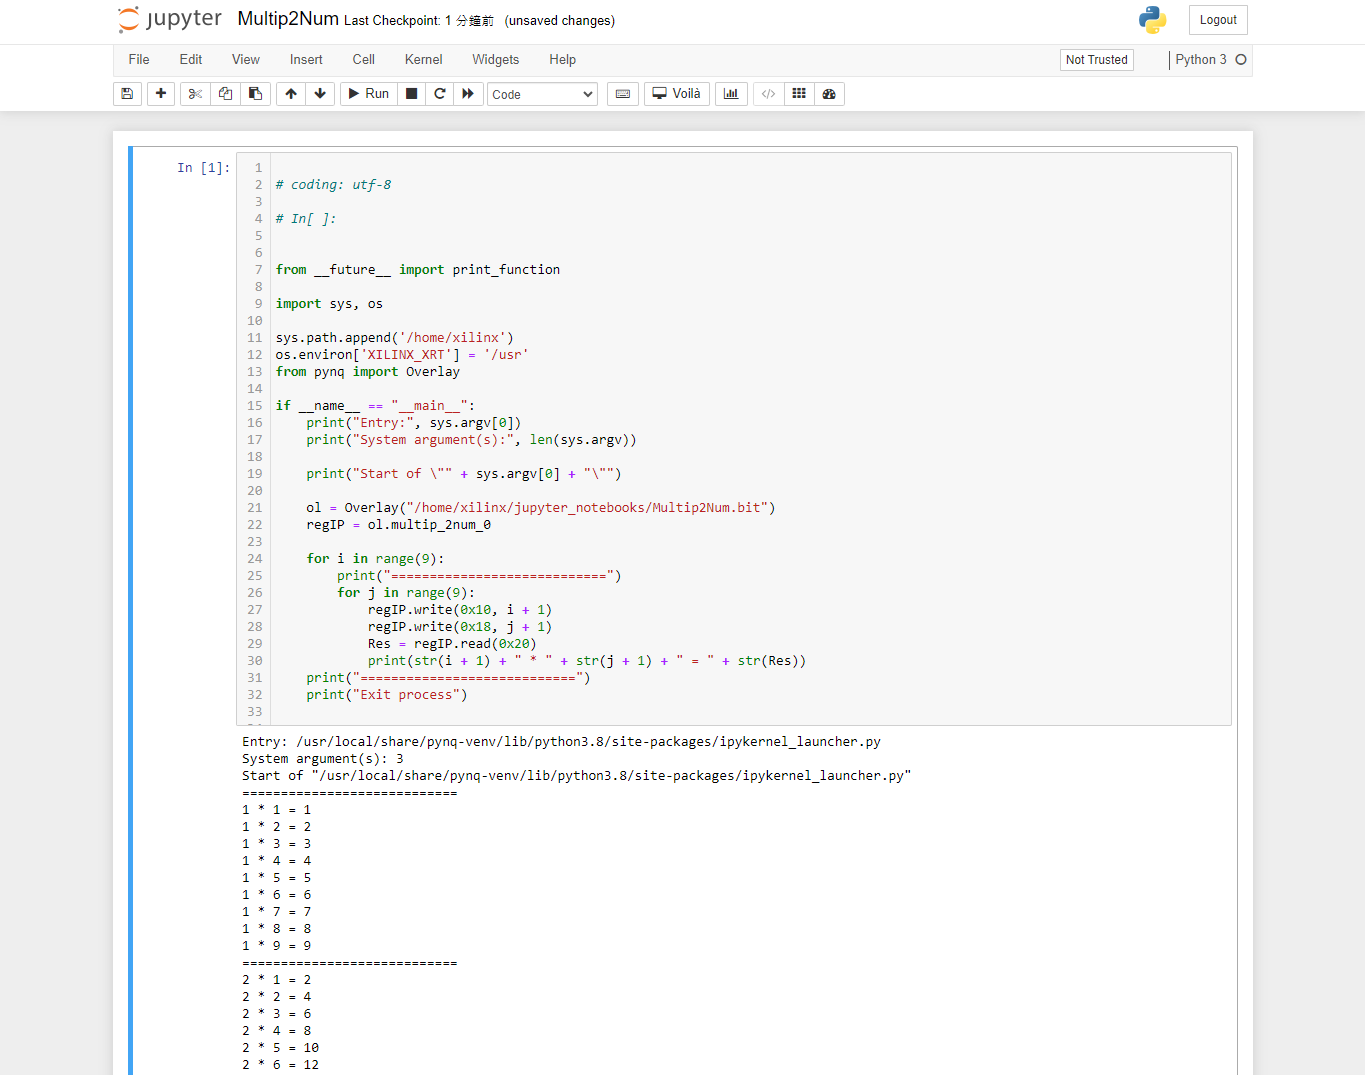 jupyter Multip2Num Last Checkpoint: 1 分鐘前 (unsaved changes) Logout
File Edit View Insert Cell Kernel Widgets Help Not Trusted Python 3
Run Code Voilà
In [1]:
1
2 # coding: utf-8
3
4 # In[ ]:
5
6
7 from __future__ import print_function
8
9 import sys, os
10
11 sys.path.append('/home/xilinx')
12 os.environ['XILINX_XRT'] = '/usr'
13 from pynq import Overlay
14
15 if __name__ == "__main__":
16     print("Entry:", sys.argv[0])
17     print("System argument(s):", len(sys.argv))
18
19     print("Start of \"" + sys.argv[0] + "\"")
20
21     ol = Overlay("/home/xilinx/jupyter_notebooks/Multip2Num.bit")
22     regIP = ol.multip_2num_0
23
24     for i in range(9):
25         print("============================")
26         for j in range(9):
27             regIP.write(0x10, i + 1)
28             regIP.write(0x18, j + 1)
29             Res = regIP.read(0x20)
30             print(str(i + 1) + " * " + str(j + 1) + " = " + str(Res))
31     print("============================")
32     print("Exit process")
33
Entry: /usr/local/share/pynq-venv/lib/python3.8/site-packages/ipykernel_launcher.py
System argument(s): 3
Start of "/usr/local/share/pynq-venv/lib/python3.8/site-packages/ipykernel_launcher.py"
============================
1 * 1 = 1
1 * 2 = 2
1 * 3 = 3
1 * 4 = 4
1 * 5 = 5
1 * 6 = 6
1 * 7 = 7
1 * 8 = 8
1 * 9 = 9
============================
2 * 1 = 2
2 * 2 = 4
2 * 3 = 6
2 * 4 = 8
2 * 5 = 10
2 * 6 = 12